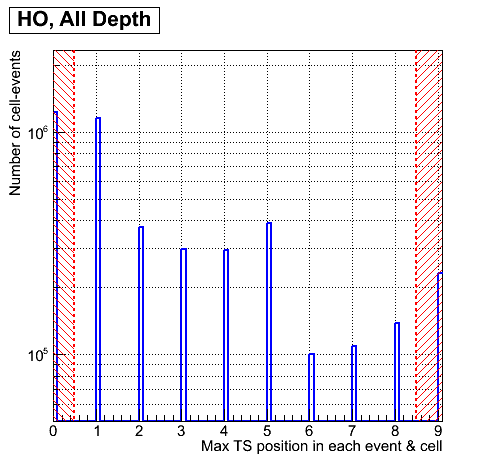 HO, All Depth
Number of cell-events
10⁶
10⁵
0 1 2 3 4 5 6 7 8 9
Max TS position in each event & cell